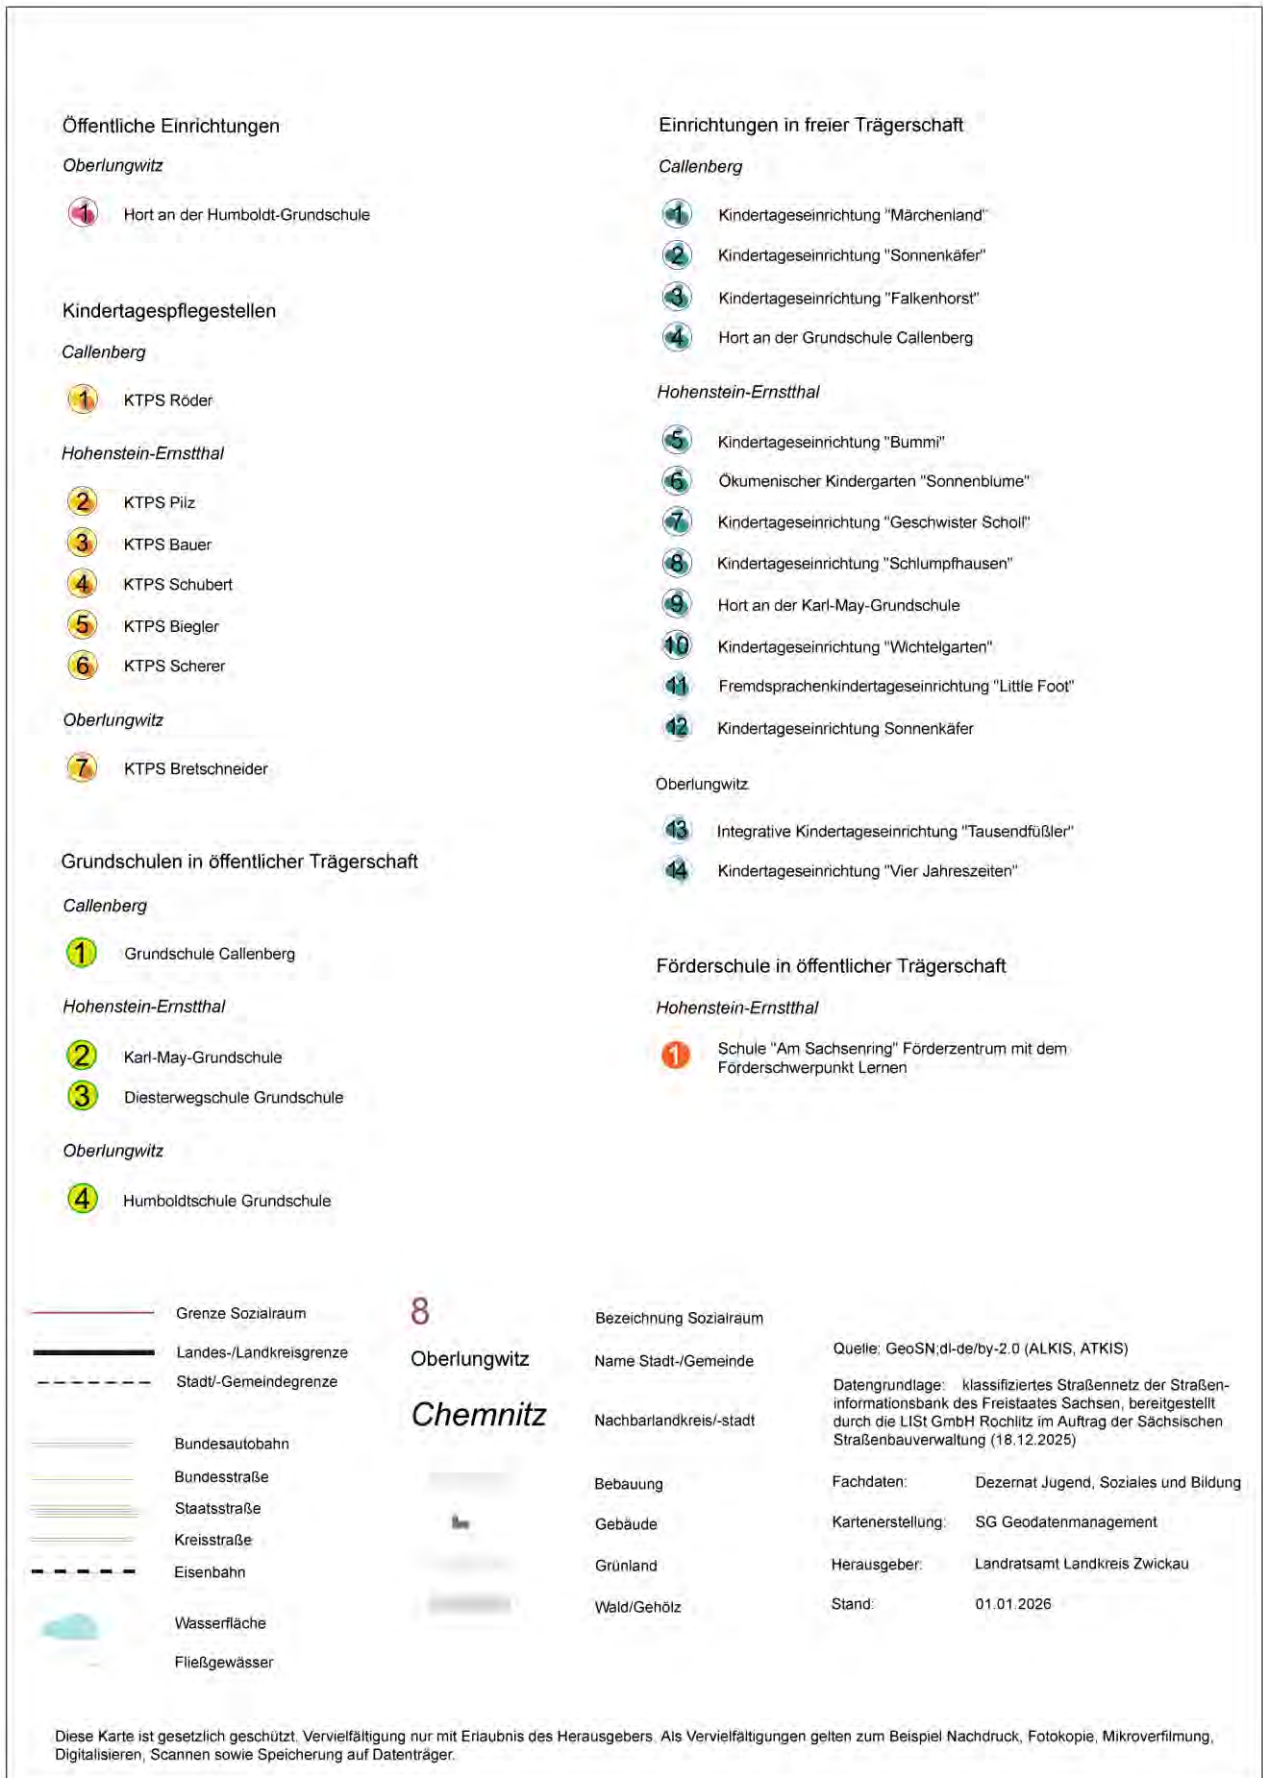 Öffentliche Einrichtungen
Oberlungwitz
1 Hort an der Humboldt-Grundschule
Kindertagespflegestellen
Callenberg
1 KTPS Röder
Hohenstein-Ernstthal
2 KTPS Pilz
3 KTPS Bauer
4 KTPS Schubert
5 KTPS Biegler
6 KTPS Scherer
Oberlungwitz
7 KTPS Bretschneider
Grundschulen in öffentlicher Trägerschaft
Callenberg
1 Grundschule Callenberg
Hohenstein-Ernstthal
2 Karl-May-Grundschule
3 Diesterwegschule Grundschule
Oberlungwitz
4 Humboldtschule Grundschule
Einrichtungen in freier Trägerschaft
Callenberg
1 Kindertageseinrichtung "Märchenland"
2 Kindertageseinrichtung "Sonnenkäfer"
3 Kindertageseinrichtung "Falkenhorst"
4 Hort an der Grundschule Callenberg
Hohenstein-Ernstthal
5 Kindertageseinrichtung "Bummi"
6 Ökumenischer Kindergarten "Sonnenblume"
7 Kindertageseinrichtung "Geschwister Scholl"
8 Kindertageseinrichtung "Schlumpfhausen"
9 Hort an der Karl-May-Grundschule
10 Kindertageseinrichtung "Wichtelgarten"
11 Fremdsprachenkindertageseinrichtung "Little Foot"
12 Kindertageseinrichtung Sonnenkäfer
Oberlungwitz
13 Integrative Kindertageseinrichtung "Tausendfüßler"
14 Kindertageseinrichtung "Vier Jahreszeiten"
Förderschule in öffentlicher Trägerschaft
Hohenstein-Ernstthal
1 Schule "Am Sachsenring" Förderzentrum mit dem
Förderschwerpunkt Lernen
Grenze Sozialraum
Landes-/Landkreisgrenze
Stadt/-Gemeindegrenze
Bundesautobahn
Bundesstraße
Staatsstraße
Kreisstraße
Eisenbahn
Wasserfläche
Fließgewässer
8 Bezeichnung Sozialraum
Oberlungwitz Name Stadt-/Gemeinde
Chemnitz Nachbarlandkreis/-stadt
Bebauung
Gebäude
Grünland
Wald/Gehölz
Quelle: GeoSN;dl-de/by-2.0 (ALKIS, ATKIS)
Datengrundlage: klassifiziertes Straßennetz der Straßen-
informationsbank des Freistaates Sachsen, bereitgestellt
durch die LISt GmbH Rochlitz im Auftrag der Sächsischen
Straßenbauverwaltung (18.12.2025)
Fachdaten: Dezernat Jugend, Soziales und Bildung
Kartenerstellung: SG Geodatenmanagement
Herausgeber: Landratsamt Landkreis Zwickau
Stand: 01.01.2026
Diese Karte ist gesetzlich geschützt. Vervielfältigung nur mit Erlaubnis des Herausgebers. Als Vervielfältigungen gelten zum Beispiel Nachdruck, Fotokopie, Mikroverfilmung,
Digitalisieren, Scannen sowie Speicherung auf Datenträger.